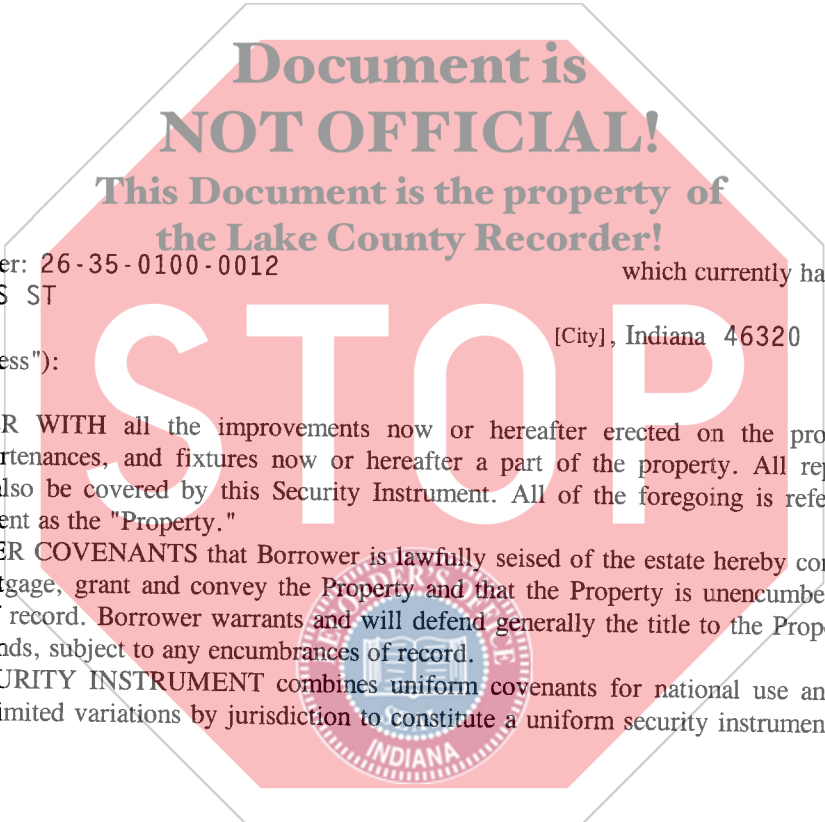 Document is
NOT OFFICIAL!
This Document is the property of
the Lake County Recorder!
er: 26-35-0100-0012 which currently ha
S ST
[City], Indiana 46320
ess"):
STOP
R WITH all the improvements now or hereafter erected on the pro
rtenances, and fixtures now or hereafter a part of the property. All rep
lso be covered by this Security Instrument. All of the foregoing is refe
ent as the "Property."
ER COVENANTS that Borrower is lawfully seised of the estate hereby con
tgage, grant and convey the Property and that the Property is unencumbe
record. Borrower warrants and will defend generally the title to the Prop
nds, subject to any encumbrances of record.
URITY INSTRUMENT combines uniform covenants for national use an
imited variations by jurisdiction to constitute a uniform security instrumen
RECORDER'S OFFICE
SEAL
INDIANA